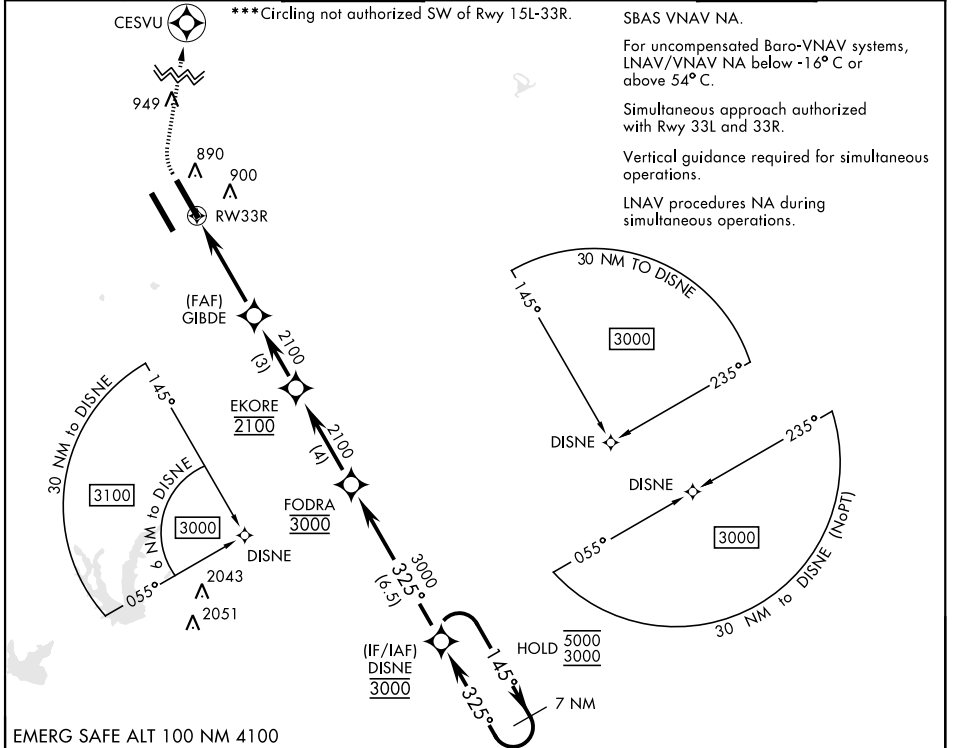 ***Circling not authorized SW of Rwy 15L-33R.
SBAS VNAV NA.
For uncompensated Baro-VNAV systems,
LNAV/VNAV NA below -16°C or
above 54°C.
Simultaneous approach authorized
with Rwy 33L and 33R.
Vertical guidance required for simultaneous
operations.
LNAV procedures NA during
simultaneous operations.
CESVU
949
890
900
RW33R
(FAF)
GIBDE
2100
(3)
EKORE
2100
2100
(4)
FODRA
3000
3000
325°
(6.5)
(IF/IAF)
DISNE
3000
HOLD 5000
3000
145°
325°
7 NM
30 NM to DISNE
145°
3100
6 NM to DISNE
3000
DISNE
055°
2043
2051
30 NM TO DISNE
145°
3000
235°
DISNE
DISNE
235°
055°
3000
30 NM to DISNE (NoPT)
EMERG SAFE ALT 100 NM 4100